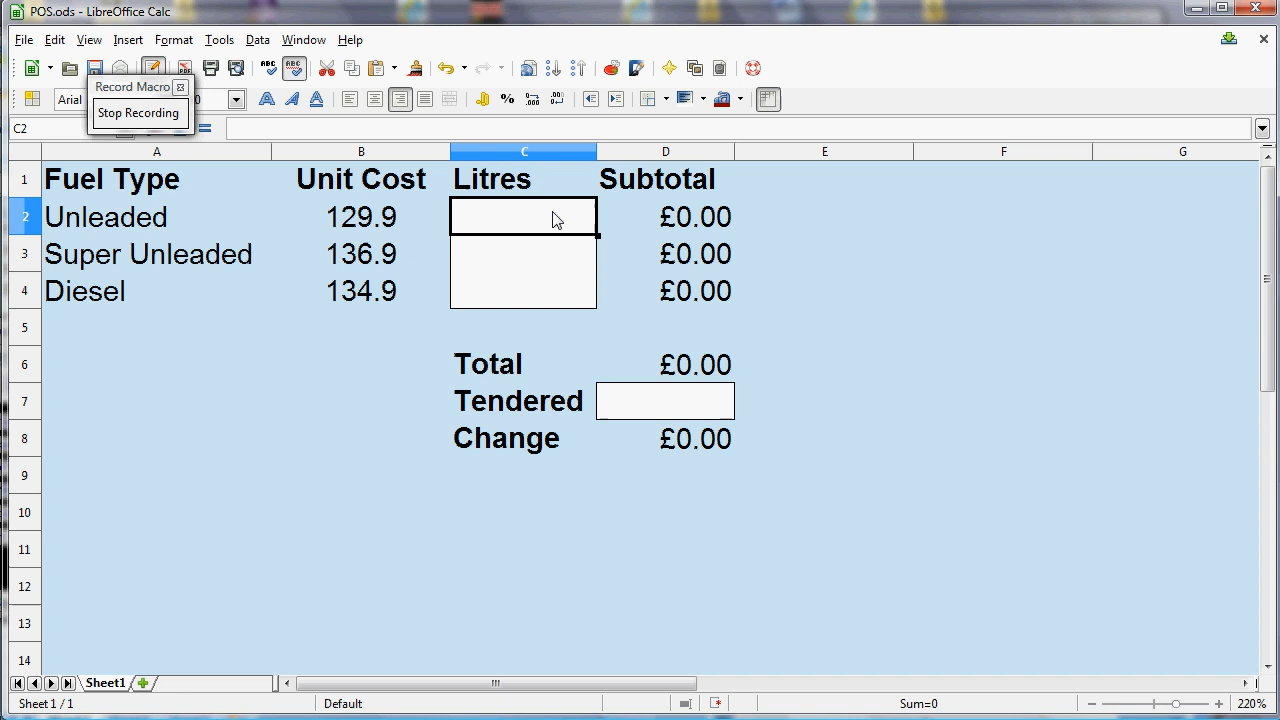 POS.ods - LibreOffice Calc
File Edit View Insert Format Tools Data Window Help
Record Macro
Stop Recording
Arial
0
C2
A B C D E F G
1 Fuel Type Unit Cost Litres Subtotal
2 Unleaded 129.9 £0.00
3 Super Unleaded 136.9 £0.00
4 Diesel 134.9 £0.00
5
6 Total £0.00
7 Tendered
8 Change £0.00
9
10
11
12
13
14
Sheet1
Sheet 1 / 1 Default Sum=0 220%